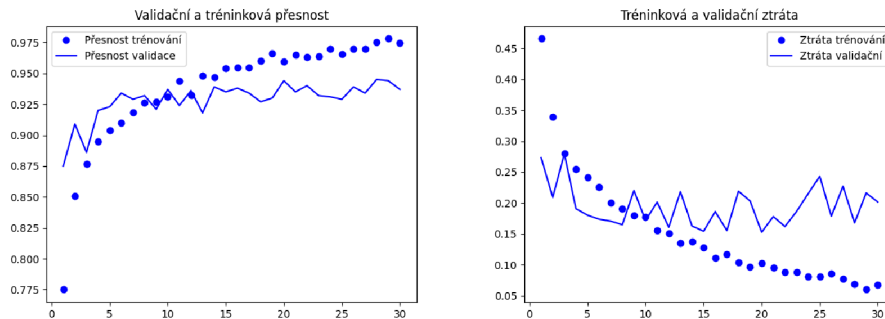 Validační a tréninková přesnost
Přesnost trénování
Přesnost validace
0.975
0.950
0.925
0.900
0.875
0.850
0.825
0.800
0.775
0 5 10 15 20 25 30
Tréninková a validační ztráta
Ztráta trénování
Ztráta validační
0.45
0.40
0.35
0.30
0.25
0.20
0.15
0.10
0.05
0 5 10 15 20 25 30